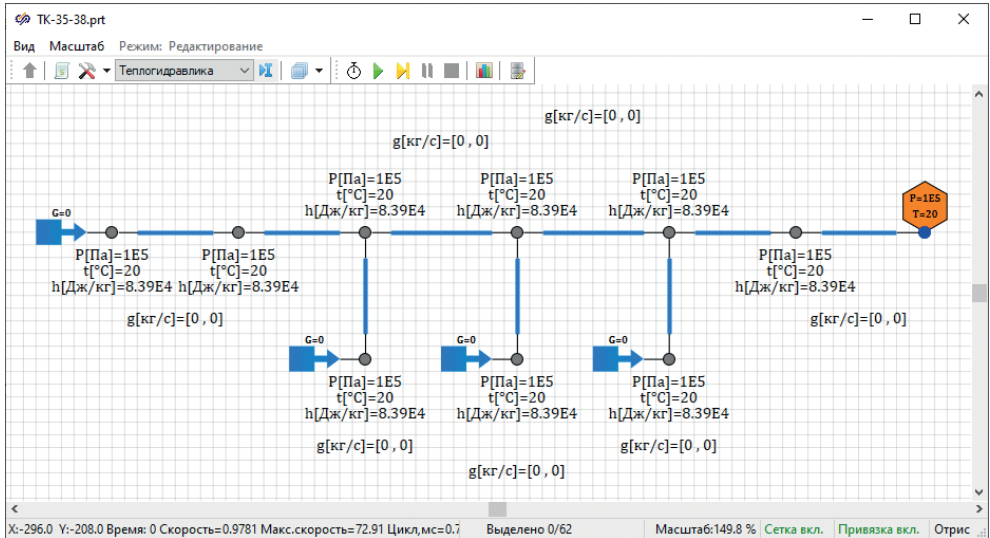 ТК-35-38.prt
Вид Масштаб Режим: Редактирование
Теплогидравлика
g[кг/с]=[0 , 0]
g[кг/с]=[0 , 0]
P[Па]=1E5
t[°C]=20
h[Дж/кг]=8.39E4
P[Па]=1E5
t[°C]=20
h[Дж/кг]=8.39E4
P[Па]=1E5
t[°C]=20
h[Дж/кг]=8.39E4
P=1E5
T=20
G=0
P[Па]=1E5
t[°C]=20
h[Дж/кг]=8.39E4
P[Па]=1E5
t[°C]=20
h[Дж/кг]=8.39E4
P[Па]=1E5
t[°C]=20
h[Дж/кг]=8.39E4
g[кг/с]=[0 , 0]
g[кг/с]=[0 , 0]
G=0
G=0
G=0
P[Па]=1E5
t[°C]=20
h[Дж/кг]=8.39E4
P[Па]=1E5
t[°C]=20
h[Дж/кг]=8.39E4
P[Па]=1E5
t[°C]=20
h[Дж/кг]=8.39E4
g[кг/с]=[0 , 0]
g[кг/с]=[0 , 0]
g[кг/с]=[0 , 0]
X:-296.0 Y:-208.0 Время: 0 Скорость=0.9781 Макс.скорость=72.91 Цикл,мс=0.7 Выделено 0/62 Масштаб:149.8 % Сетка вкл. Привязка вкл. Отрис